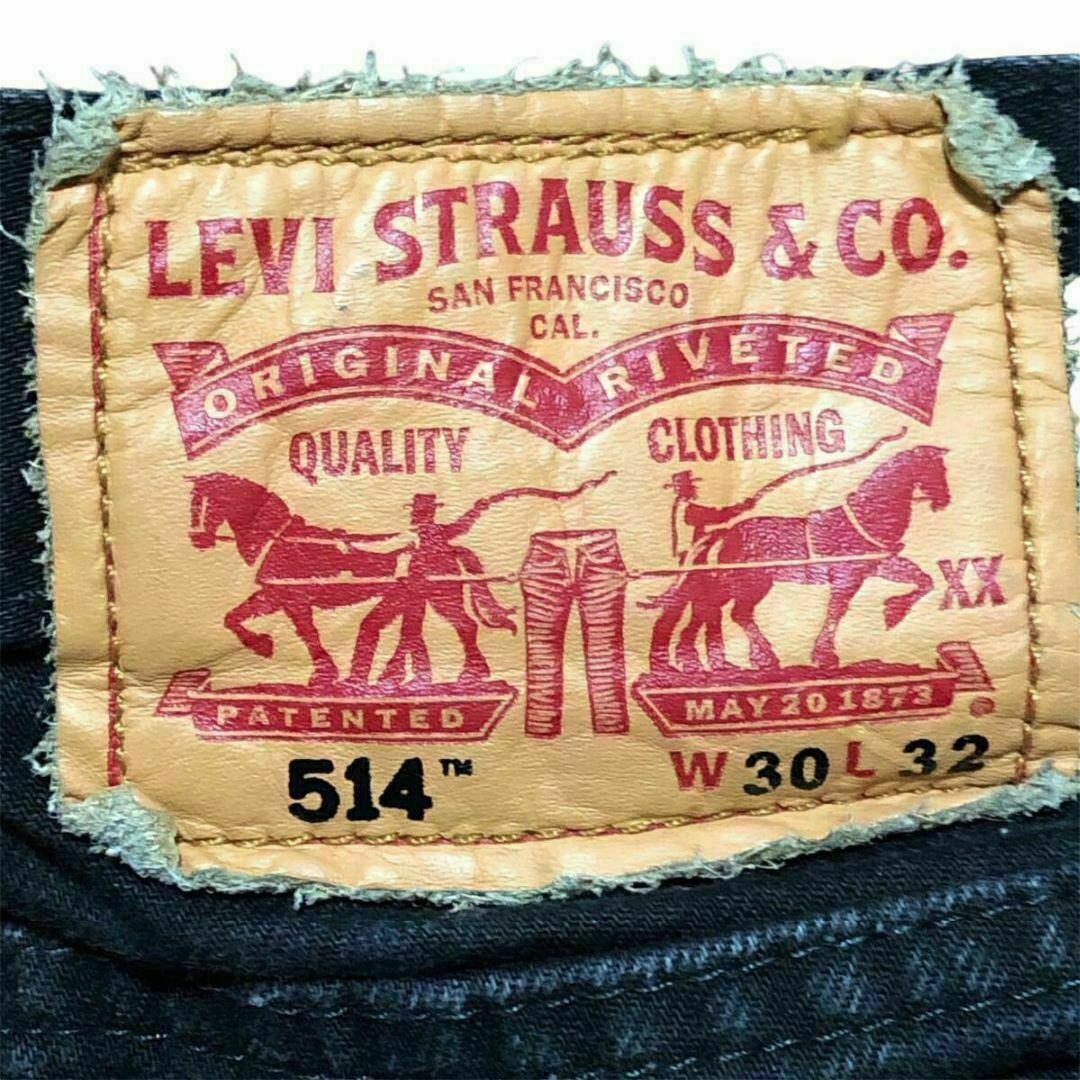 LEVI STRAUSS & CO.
SAN FRANCISCO
CAL.
ORIGINAL RIVETED
QUALITY CLOTHING
XX
PATENTED MAY 20 1873 ®
514™ W 30 L 32